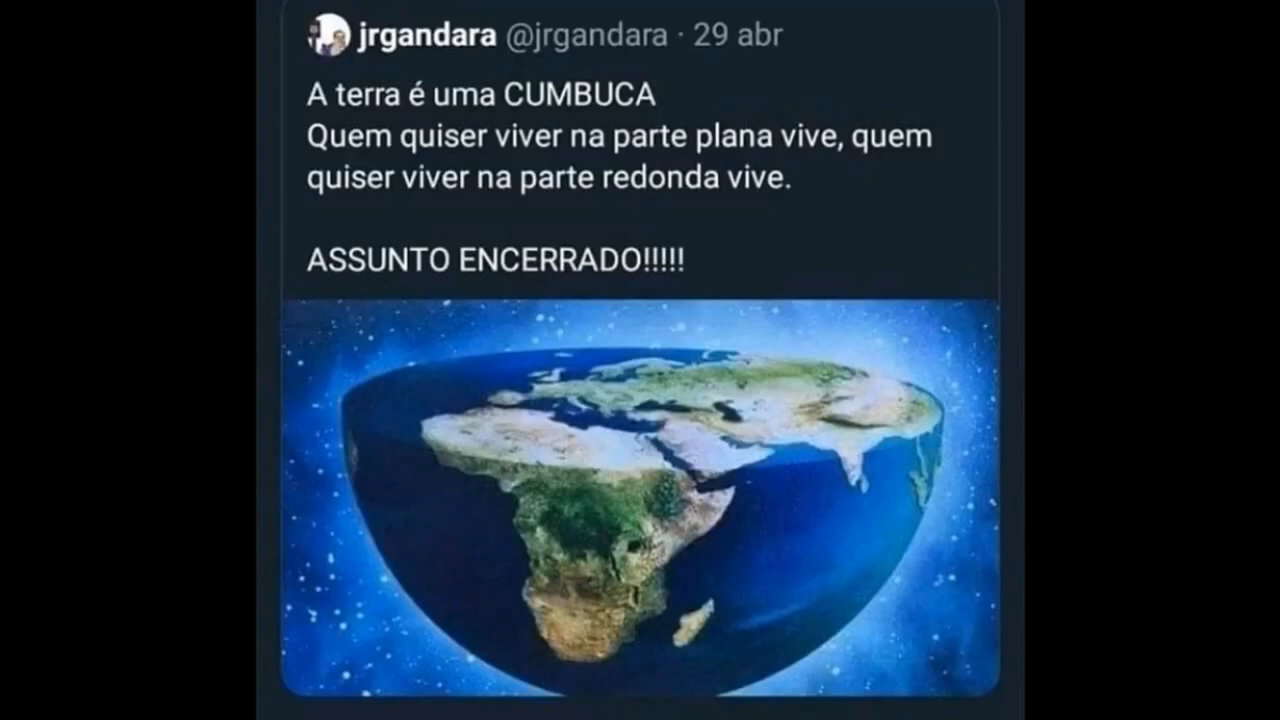 jrgandara @jrgandara · 29 abr
A terra é uma CUMBUCA
Quem quiser viver na parte plana vive, quem
quiser viver na parte redonda vive.
ASSUNTO ENCERRADO!!!!!